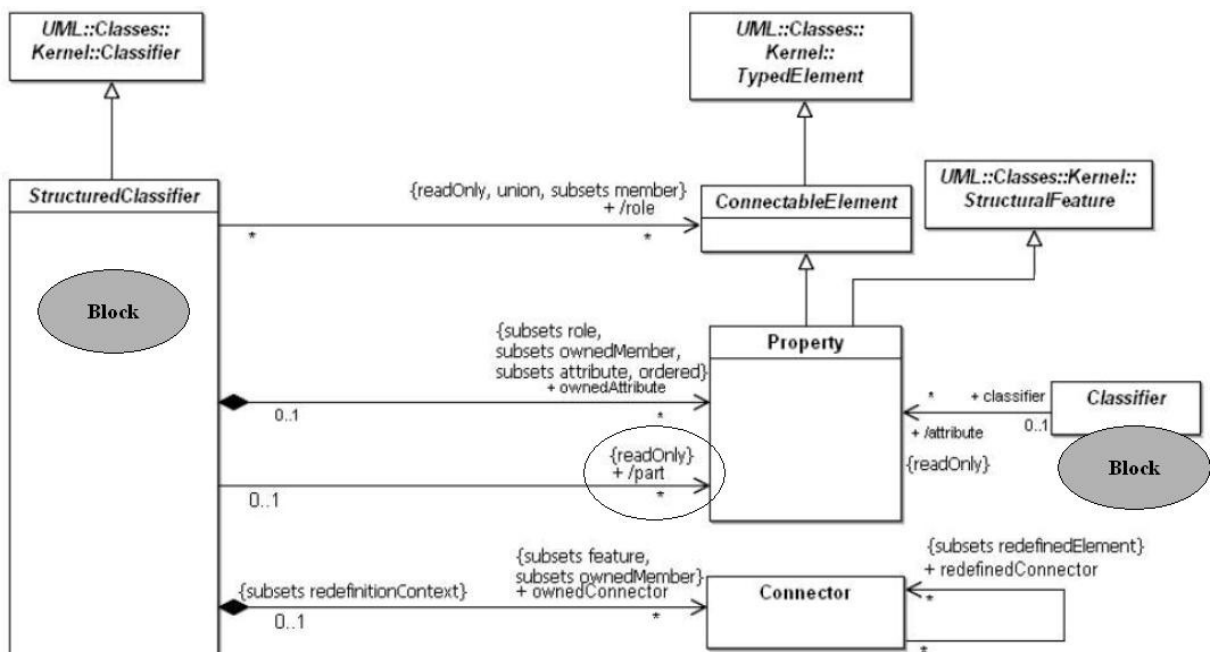 UML::Classes::
Kernel::Classifier
UML::Classes::
Kernel::
TypedElement
UML::Classes::Kernel::
StructuralFeature
StructuredClassifier
{readOnly, union, subsets member}
+ /role
*
*
ConnectableElement
Block
{subsets role,
subsets ownedMember,
subsets attribute, ordered}
+ ownedAttribute
0..1
*
Property
* + classifier
+ /attribute 0..1
{readOnly}
Classifier
Block
{readOnly}
+ /part
0..1
*
{subsets feature,
subsets ownedMember}
{subsets redefinitionContext} + ownedConnector
0..1
*
Connector
{subsets redefinedElement}
+ redefinedConnector
*
*